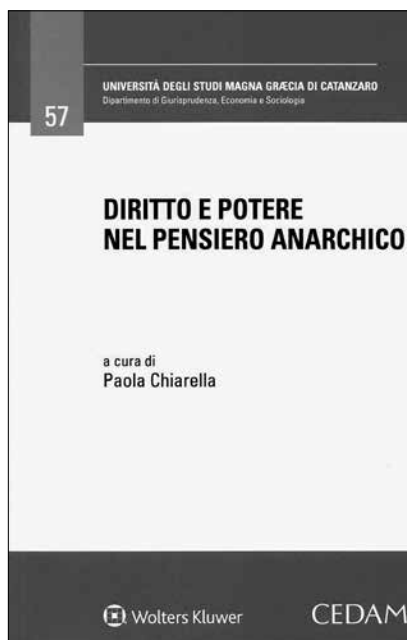 UNIVERSITÀ DEGLI STUDI MAGNA GRÆCIA DI CATANZARO
Dipartimento di Giurisprudenza, Economia e Sociologia
57
DIRITTO E POTERE
NEL PENSIERO ANARCHICO
a cura di
Paola Chiarella
Wolters Kluwer
CEDAM